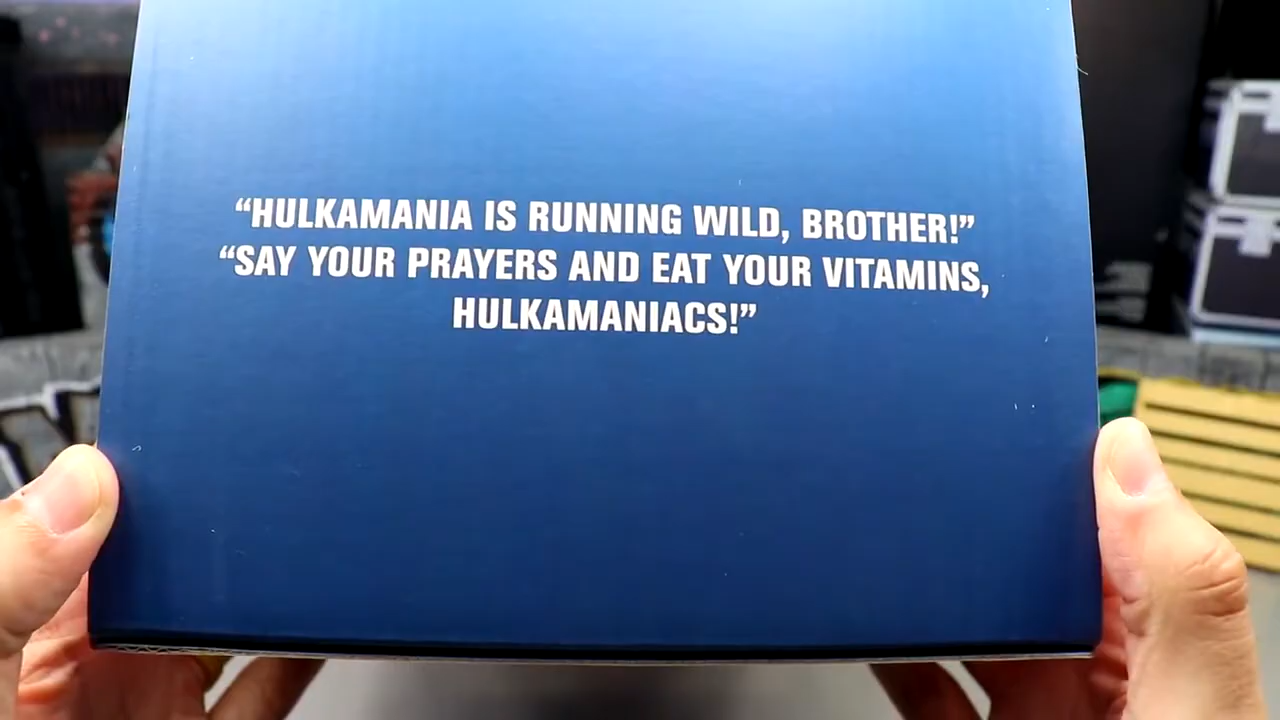 “HULKAMANIA IS RUNNING WILD, BROTHER!”
“SAY YOUR PRAYERS AND EAT YOUR VITAMINS,
HULKAMANIACS!”